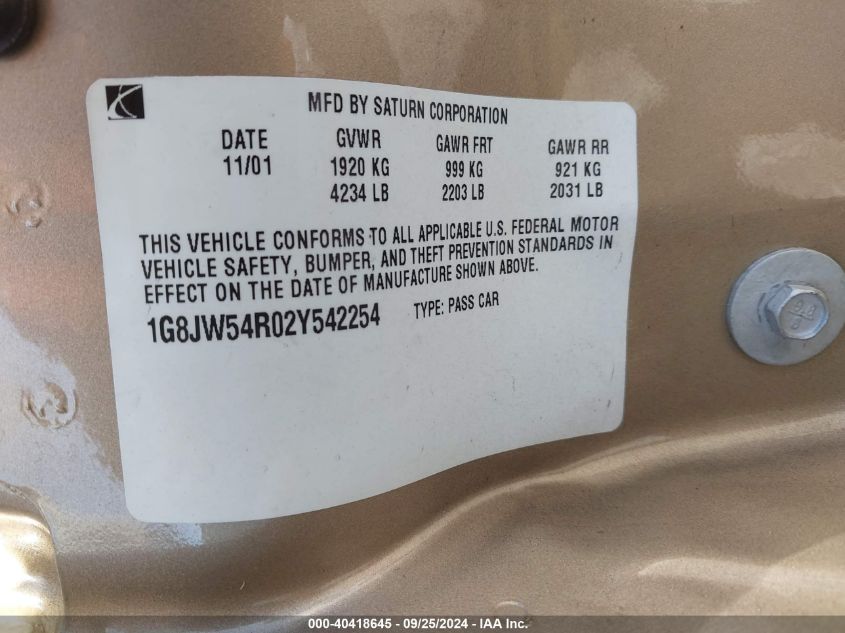 MFD BY SATURN CORPORATION
DATE GVWR GAWR FRT GAWR RR
11/01 1920 KG 999 KG 921 KG
4234 LB 2203 LB 2031 LB
THIS VEHICLE CONFORMS TO ALL APPLICABLE U.S. FEDERAL MOTOR
VEHICLE SAFETY, BUMPER, AND THEFT PREVENTION STANDARDS IN
EFFECT ON THE DATE OF MANUFACTURE SHOWN ABOVE.
1G8JW54R02Y542254 TYPE: PASS CAR
000-40418645 - 09/25/2024 - IAA Inc.